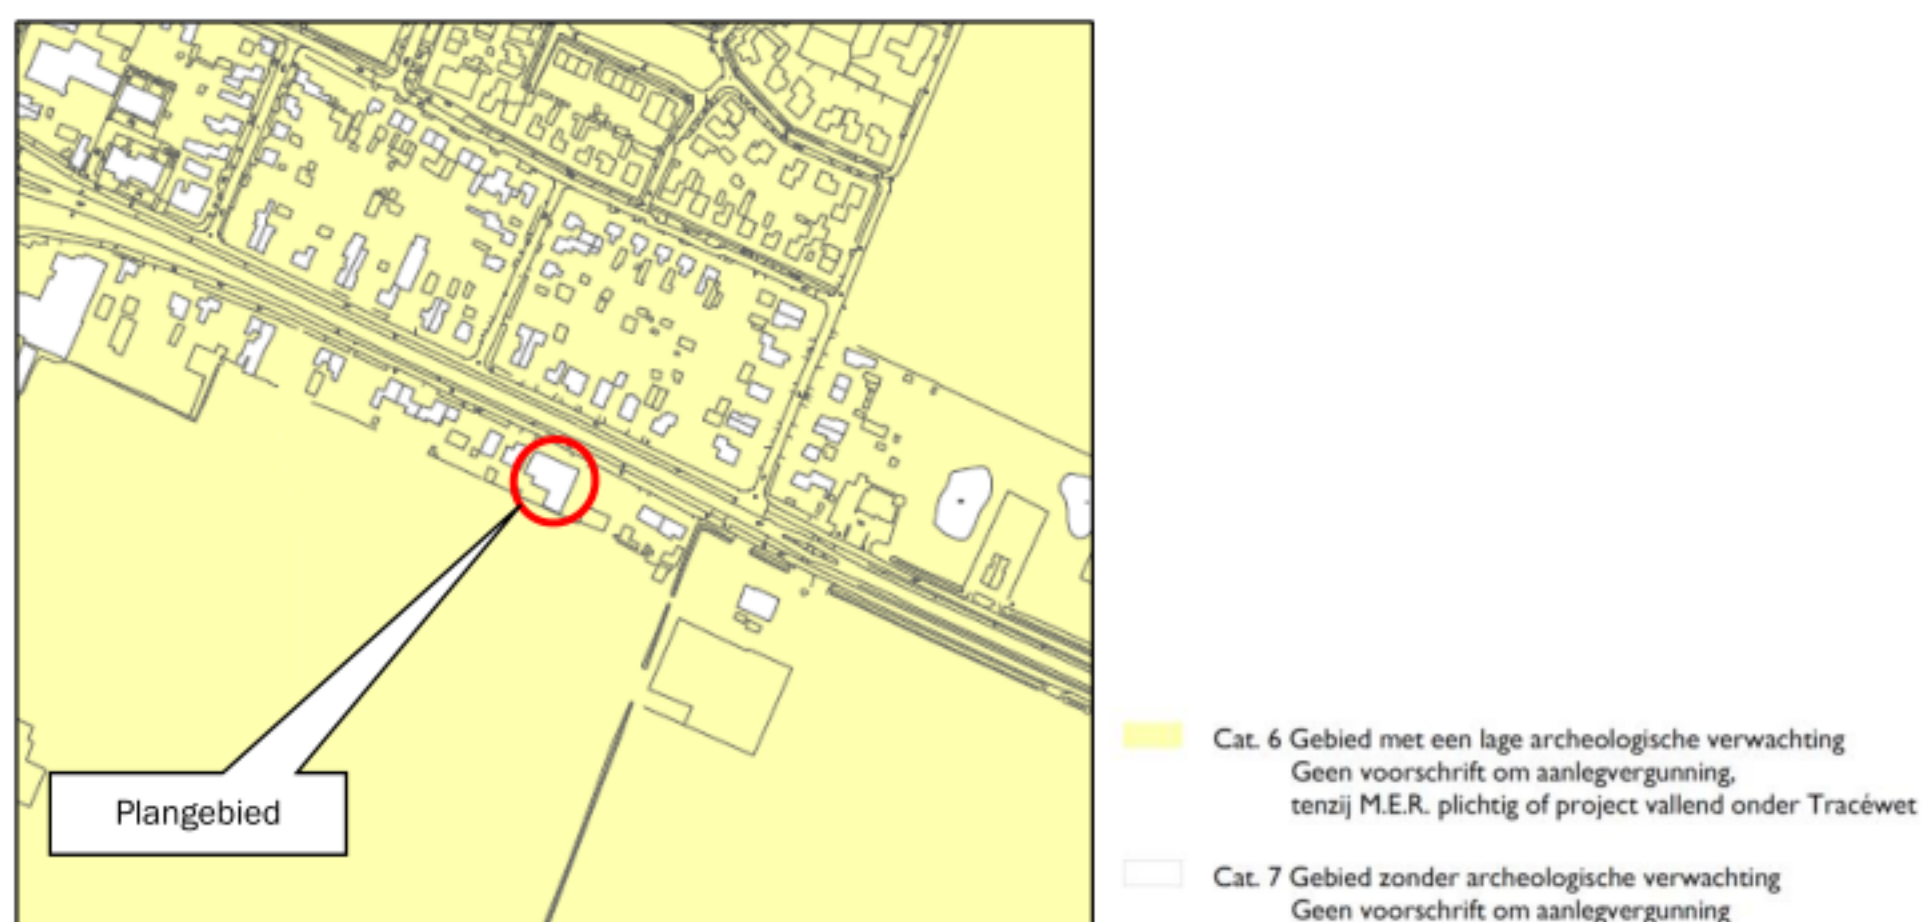 Plangebied
Cat. 6 Gebied met een lage archeologische verwachting
Geen voorschrift om aanlegvergunning,
tenzij M.E.R. plichtig of project vallend onder Tracéwet
Cat. 7 Gebied zonder archeologische verwachting
Geen voorschrift om aanlegvergunning